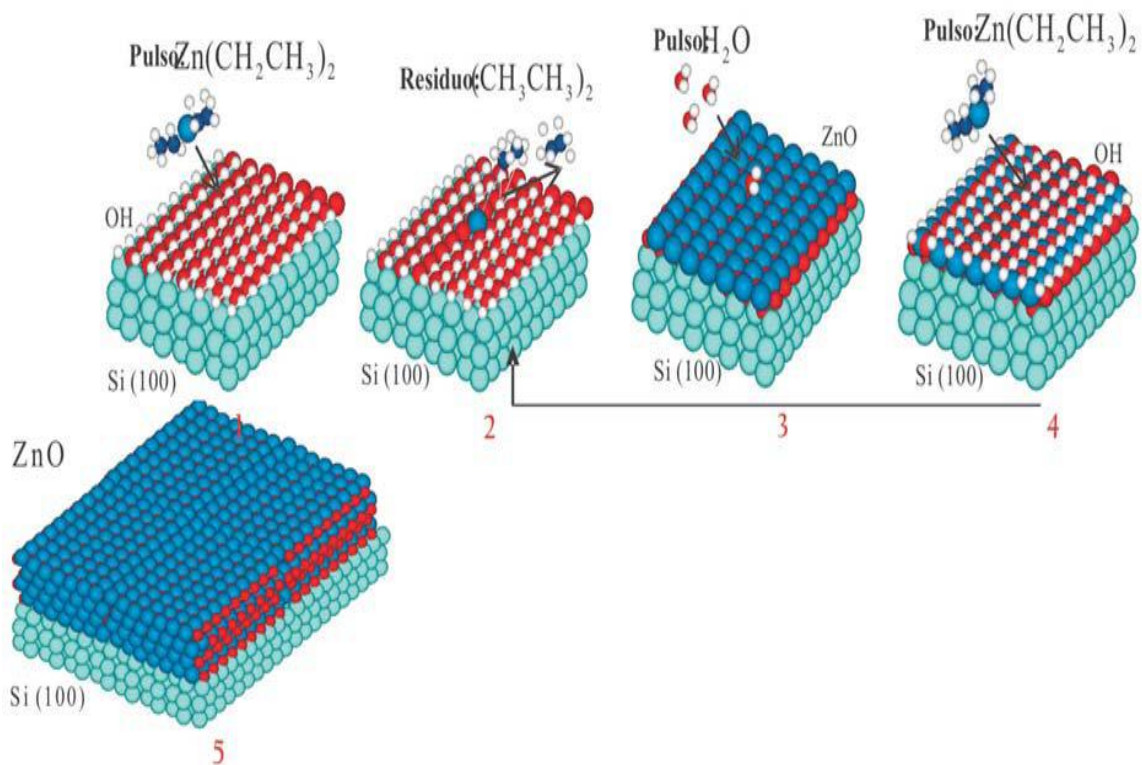 Pulso:Zn(CH₂CH₃)₂
OH
Si (100)
1
Residuo:(CH₃CH₃)₂
Si (100)
2
Pulso:H₂O
ZnO
Si (100)
3
Pulso:Zn(CH₂CH₃)₂
OH
Si (100)
4
ZnO
Si (100)
5